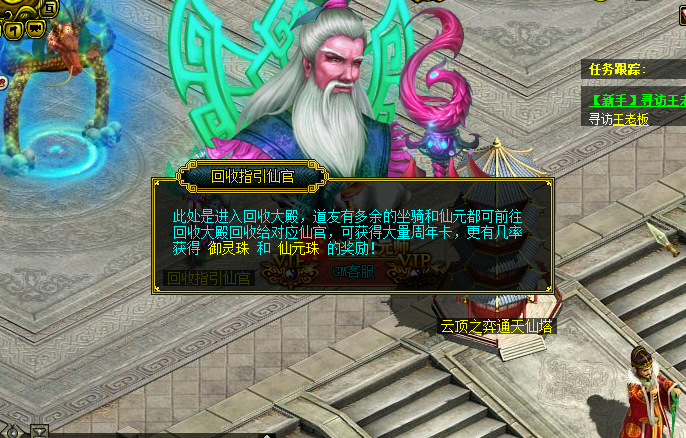 任务跟踪：
【新手】寻访王老
寻访王老板
回收指引仙官
此处是进入回收大殿，道友有多余的坐骑和仙元都可前往
回收大殿回收给对应仙官，可获得大量周年卡，更有几率
获得 御灵珠 和 仙元珠 的奖励！
VIP
VIP
回收指引仙官
GM客服
云顶之弈通天仙塔